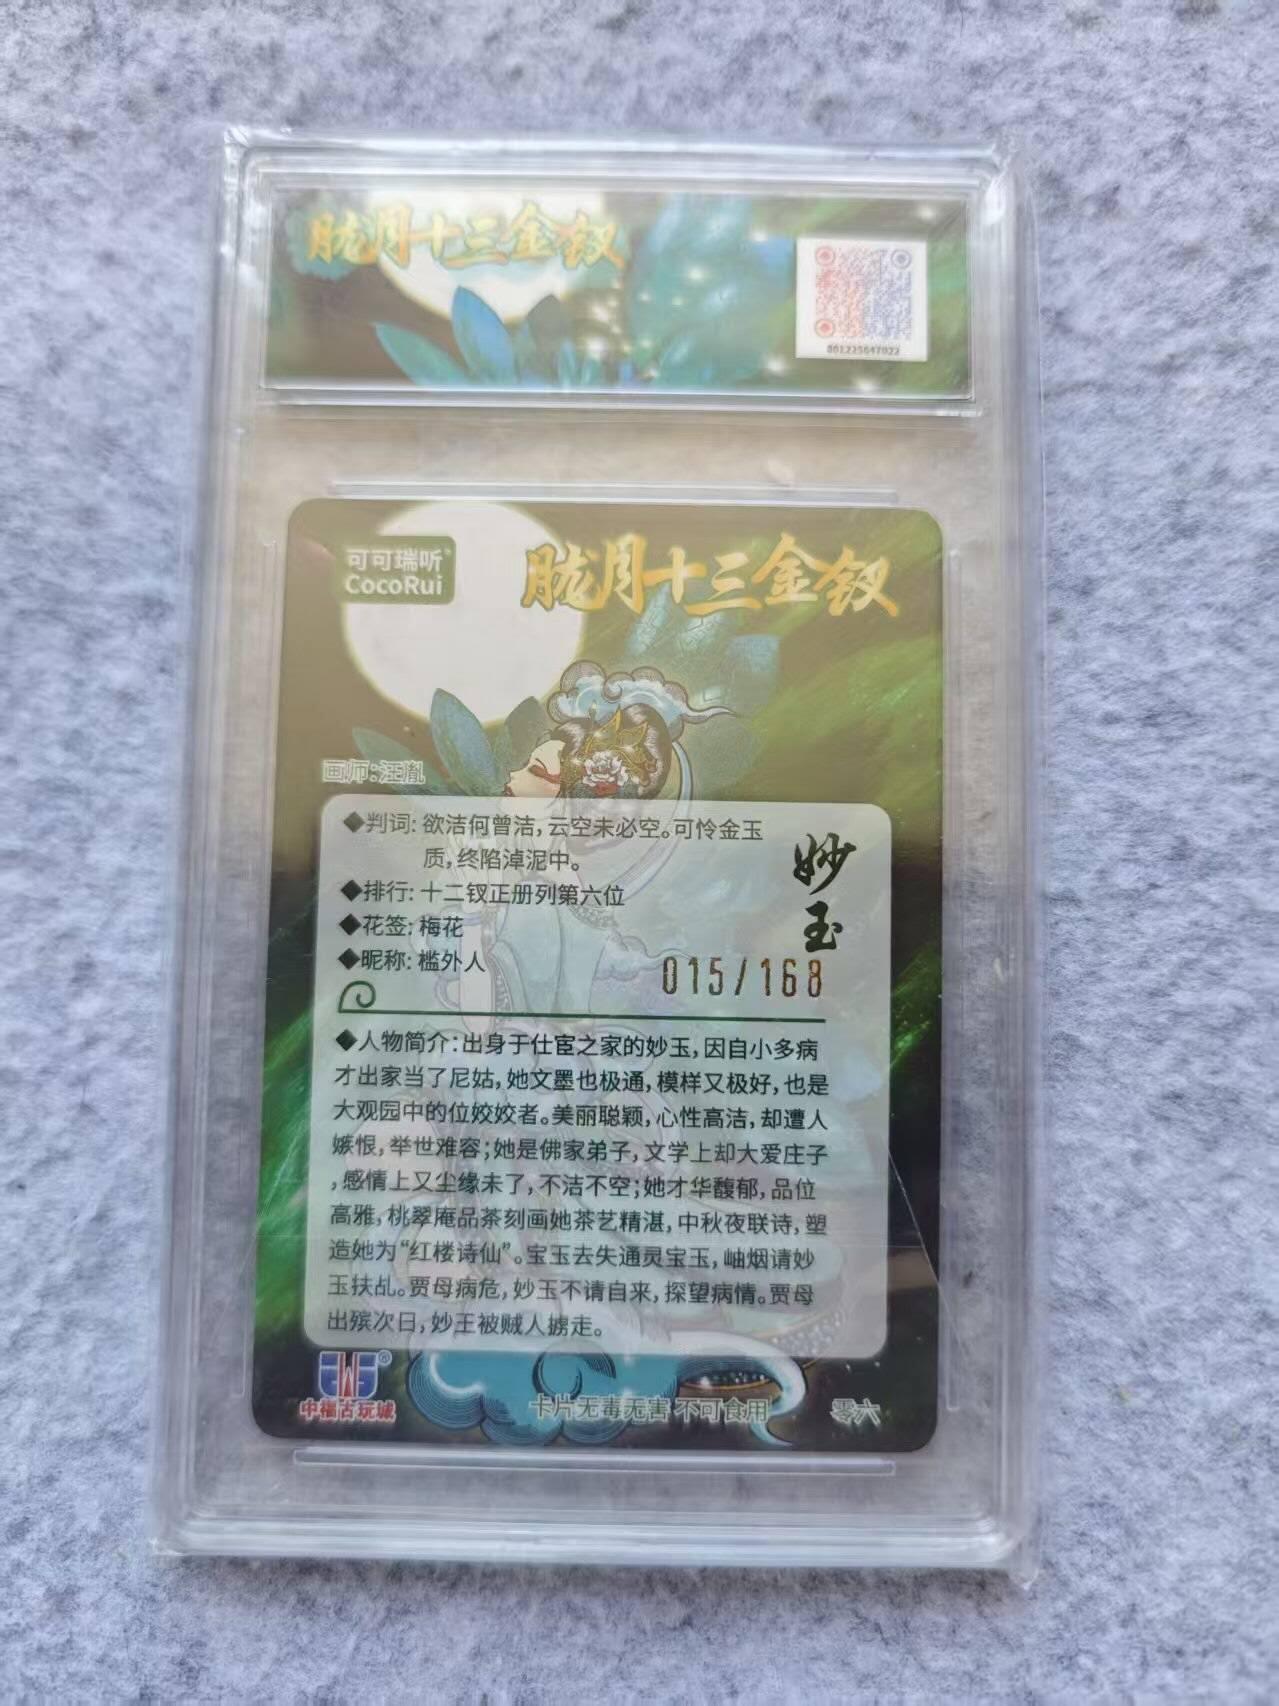 胧月十三金钗
801225647022
可可瑞听®
CocoRui
胧月十三金钗
画师:汪胤
◆判词:欲洁何曾洁,云空未必空。可怜金玉
质,终陷淖泥中。
◆排行:十二钗正册列第六位
◆花签:梅花
◆昵称:槛外人
妙玉
015/168
◆人物简介:出身于仕宦之家的妙玉,因自小多病
才出家当了尼姑,她文墨也极通,模样又极好,也是
大观园中的位姣姣者。美丽聪颖,心性高洁,却遭人
嫉恨,举世难容;她是佛家弟子,文学上却大爱庄子
,感情上又尘缘未了,不洁不空;她才华馥郁,品位
高雅,桃翠庵品茶刻画她茶艺精湛,中秋夜联诗,塑
造她为“红楼诗仙”。宝玉去失通灵宝玉,岫烟请妙
玉扶乩。贾母病危,妙玉不请自来,探望病情。贾母
出殡次日,妙王被贼人掳走。
®
中福古玩城
卡片无毒无害 不可食用
零六